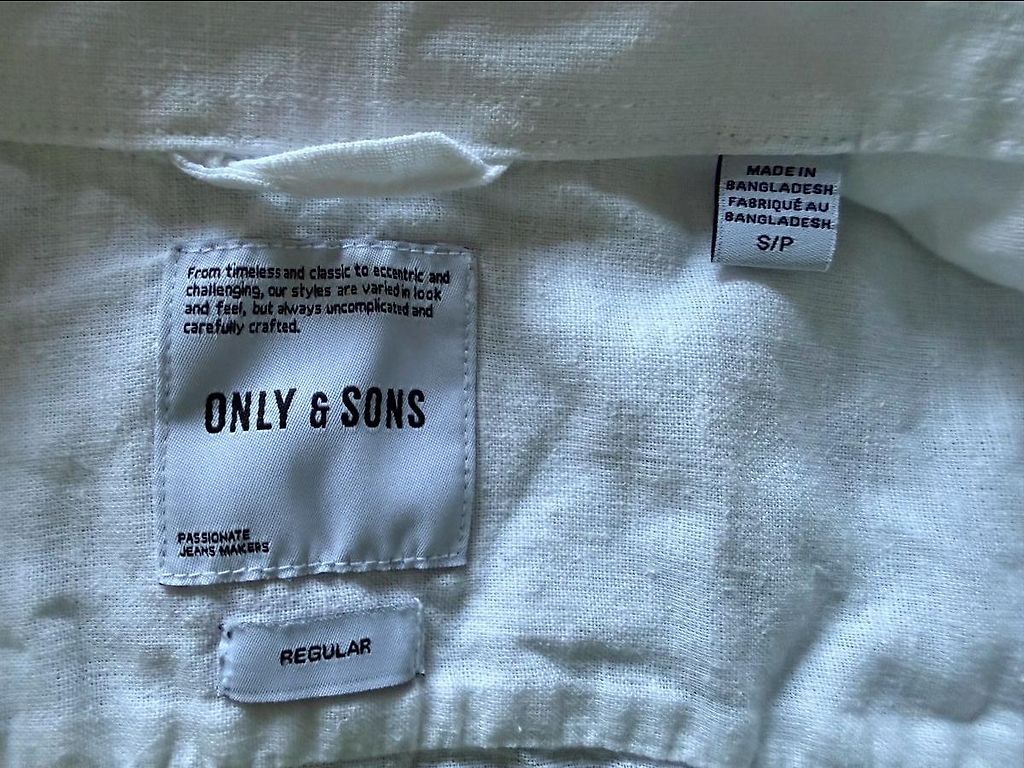 From timeless and classic to eccentric and
challenging, our styles are varied in look
and feel, but always uncomplicated and
carefully crafted.
ONLY & SONS
PASSIONATE
JEANS MAKERS
REGULAR
MADE IN
BANGLADESH
FABRIQUÉ AU
BANGLADESH
S/P